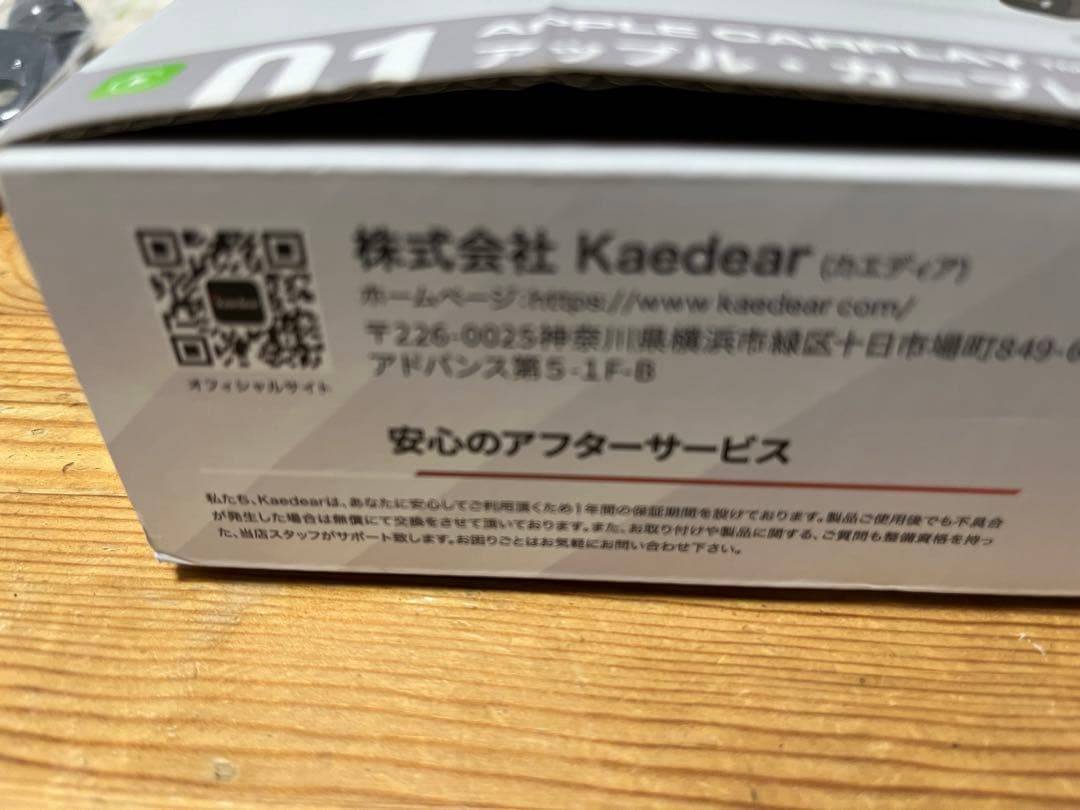 01
APPLE CARPLAY
アップル・カープレ
株式会社 Kaedear (カエディア)
ホームページ:https://www.kaedear.com/
〒226-0025神奈川県横浜市緑区十日市場町849-6
アドバンス第5-1F-B
オフィシャルサイト
安心のアフターサービス
私たち、Kaedearは、あなたに安心してご利用頂くため1年間の保証期間を設けております。製品ご使用後でも不具合
が発生した場合は無償にて交換をさせて頂いております。また、お取り付けや製品に関する、ご質問も整備資格を持っ
た、当店スタッフがサポート致します。お困りごとはお気軽にお問い合わせ下さい。